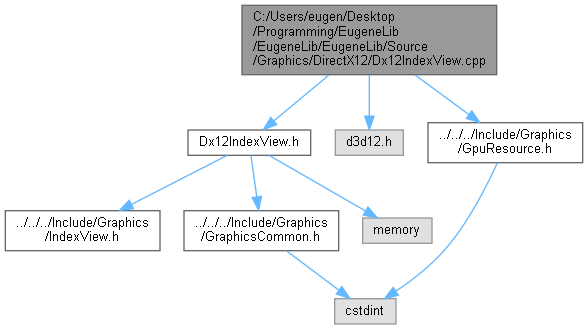 C:/Users/eugen/Desktop
/Programming/EugeneLib
/EugeneLib/EugeneLib/Source
/Graphics/DirectX12/Dx12IndexView.cpp
Dx12IndexView.h
d3d12.h
../../../Include/Graphics
/GpuResource.h
../../../Include/Graphics
/IndexView.h
../../../Include/Graphics
/GraphicsCommon.h
memory
cstdint